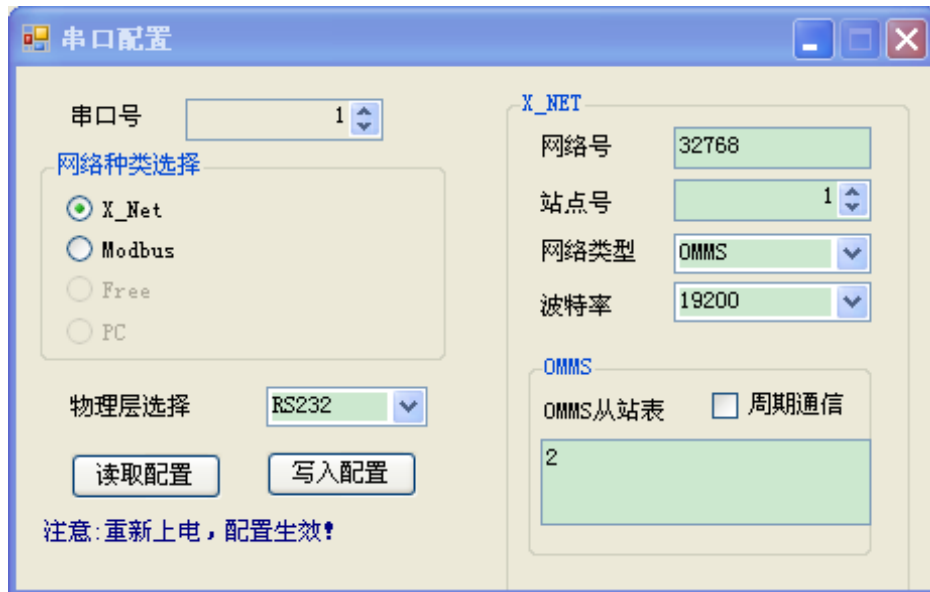 串口配置
串口号 1
网络种类选择
X_Net
Modbus
Free
PC
物理层选择 RS232
读取配置 写入配置
注意:重新上电,配置生效!
X_NET
网络号 32768
站点号 1
网络类型 OMMS
波特率 19200
OMMS
OMMS从站表 周期通信
2